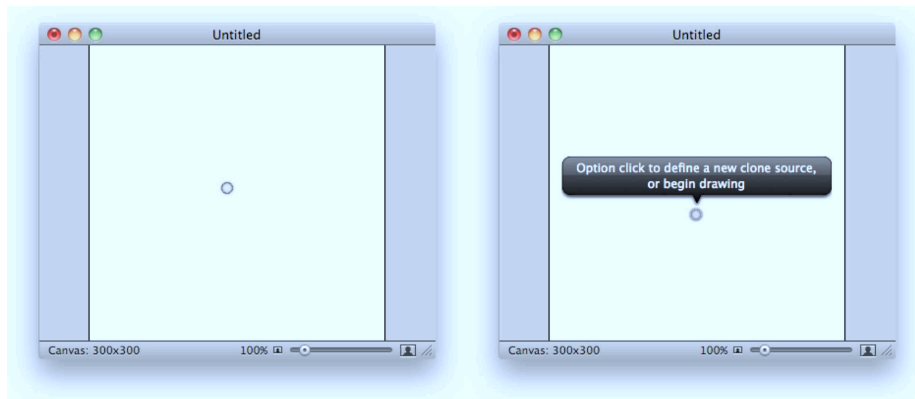 Untitled
Canvas: 300x300
100%
Untitled
Option click to define a new clone source,
or begin drawing
Canvas: 300x300
100%